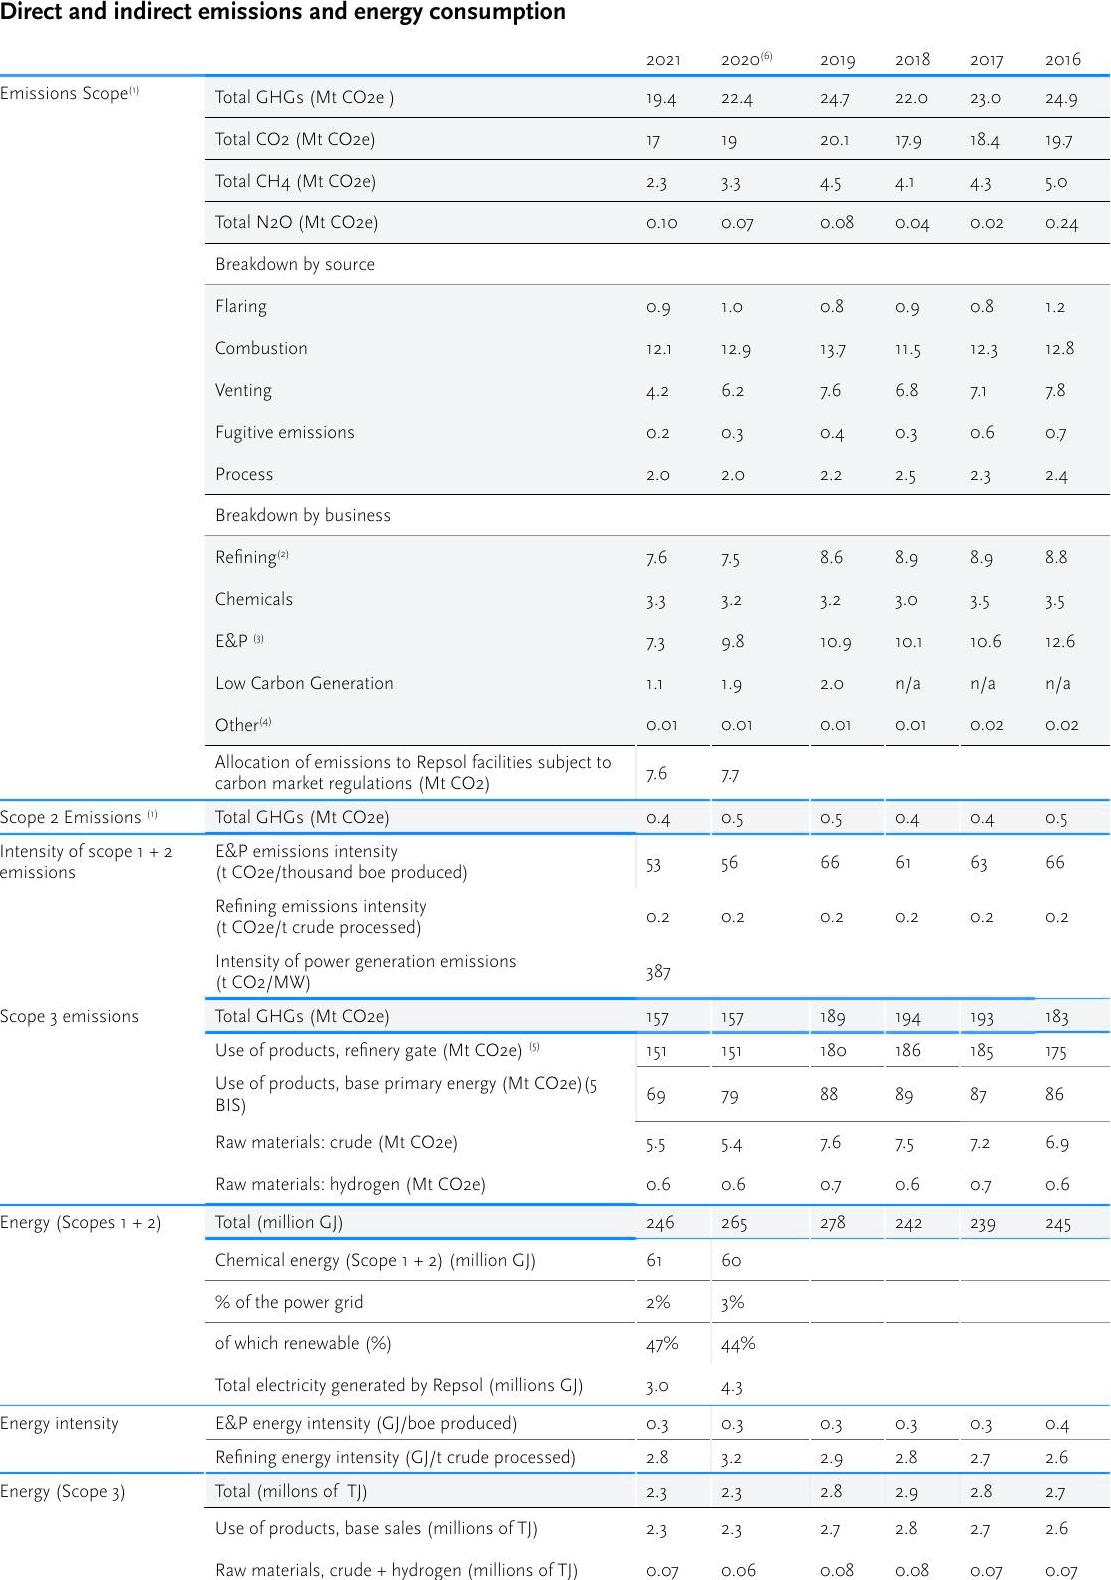 Direct and indirect emissions and energy consumption
2021 2020(6) 2019 2018 2017 2016
Emissions Scope(1) Total GHGs (Mt CO2e ) 19.4 22.4 24.7 22.0 23.0 24.9
Total CO2 (Mt CO2e) 17 19 20.1 17.9 18.4 19.7
Total CH4 (Mt CO2e) 2.3 3.3 4.5 4.1 4.3 5.0
Total N2O (Mt CO2e) 0.10 0.07 0.08 0.04 0.02 0.24
Breakdown by source
Flaring 0.9 1.0 0.8 0.9 0.8 1.2
Combustion 12.1 12.9 13.7 11.5 12.3 12.8
Venting 4.2 6.2 7.6 6.8 7.1 7.8
Fugitive emissions 0.2 0.3 0.4 0.3 0.6 0.7
Process 2.0 2.0 2.2 2.5 2.3 2.4
Breakdown by business
Refining(2) 7.6 7.5 8.6 8.9 8.9 8.8
Chemicals 3.3 3.2 3.2 3.0 3.5 3.5
E&P (3) 7.3 9.8 10.9 10.1 10.6 12.6
Low Carbon Generation 1.1 1.9 2.0 n/a n/a n/a
Other(4) 0.01 0.01 0.01 0.01 0.02 0.02
Allocation of emissions to Repsol facilities subject to
carbon market regulations (Mt CO2) 7.6 7.7
Scope 2 Emissions (1) Total GHGs (Mt CO2e) 0.4 0.5 0.5 0.4 0.4 0.5
Intensity of scope 1 + 2
emissions
E&P emissions intensity
(t CO2e/thousand boe produced) 53 56 66 61 63 66
Refining emissions intensity
(t CO2e/t crude processed) 0.2 0.2 0.2 0.2 0.2 0.2
Intensity of power generation emissions
(t CO2/MW) 387
Scope 3 emissions Total GHGs (Mt CO2e) 157 157 189 194 193 183
Use of products, refinery gate (Mt CO2e) (5) 151 151 180 186 185 175
Use of products, base primary energy (Mt CO2e)(5
BIS) 69 79 88 89 87 86
Raw materials: crude (Mt CO2e) 5.5 5.4 7.6 7.5 7.2 6.9
Raw materials: hydrogen (Mt CO2e) 0.6 0.6 0.7 0.6 0.7 0.6
Energy (Scopes 1 + 2) Total (million GJ) 246 265 278 242 239 245
Chemical energy (Scope 1 + 2) (million GJ) 61 60
% of the power grid 2% 3%
of which renewable (%) 47% 44%
Total electricity generated by Repsol (millions GJ) 3.0 4.3
Energy intensity E&P energy intensity (GJ/boe produced) 0.3 0.3 0.3 0.3 0.3 0.4
Refining energy intensity (GJ/t crude processed) 2.8 3.2 2.9 2.8 2.7 2.6
Energy (Scope 3) Total (millons of TJ) 2.3 2.3 2.8 2.9 2.8 2.7
Use of products, base sales (millions of TJ) 2.3 2.3 2.7 2.8 2.7 2.6
Raw materials, crude + hydrogen (millions of TJ) 0.07 0.06 0.08 0.08 0.07 0.07